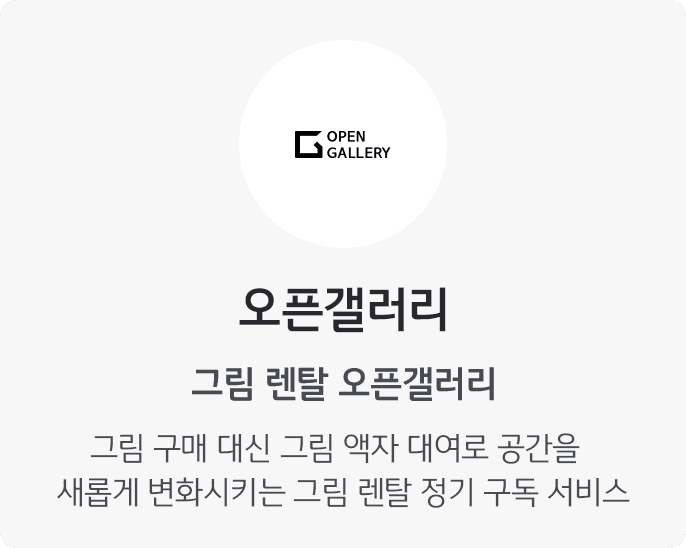 OPEN
GALLERY
오픈갤러리
그림 렌탈 오픈갤러리
그림 구매 대신 그림 액자 대여로 공간을
새롭게 변화시키는 그림 렌탈 정기 구독 서비스